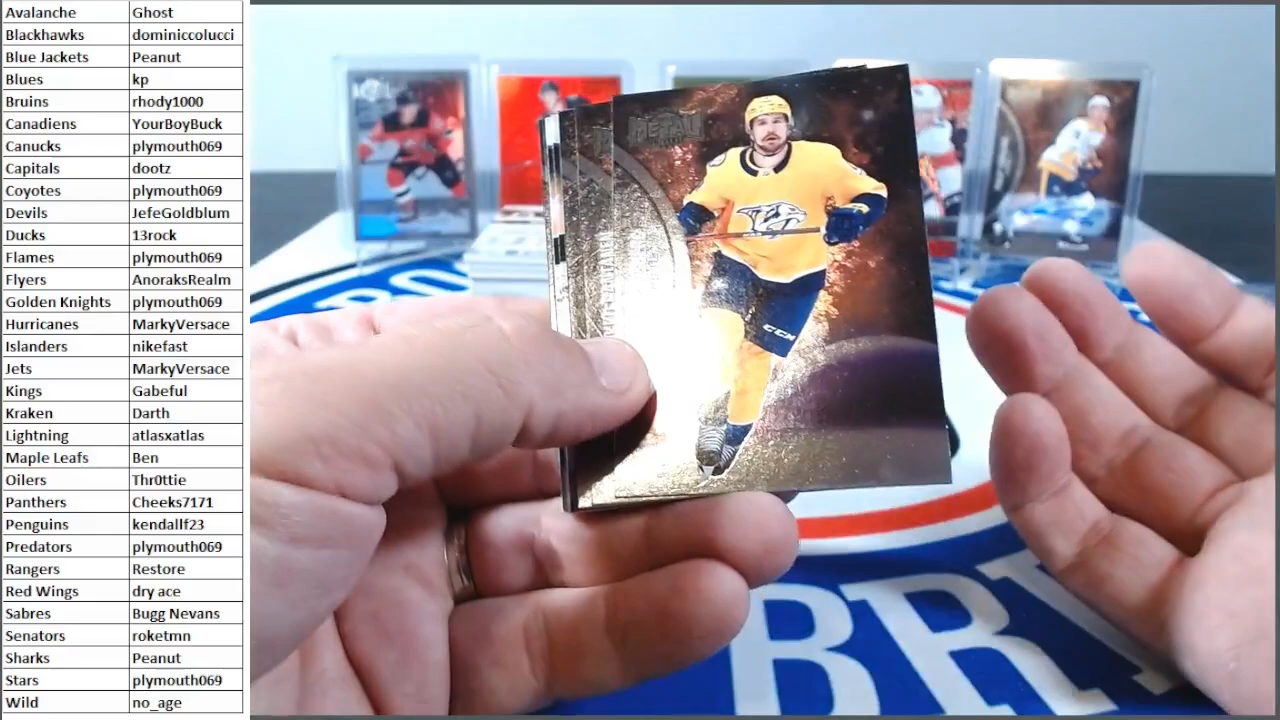 Avalanche Ghost
Blackhawks dominiccolucci
Blue Jackets Peanut
Blues kp
Bruins rhody1000
Canadiens YourBoyBuck
Canucks plymouth069
Capitals dootz
Coyotes plymouth069
Devils JefeGoldblum
Ducks 13rock
Flames plymouth069
Flyers AnoraksRealm
Golden Knights plymouth069
Hurricanes MarkyVersace
Islanders nikefast
Jets MarkyVersace
Kings Gabeful
Kraken Darth
Lightning atlasxatlas
Maple Leafs Ben
Oilers Thr0ttie
Panthers Cheeks7171
Penguins kendallf23
Predators plymouth069
Rangers Restore
Red Wings dry ace
Sabres Bugg Nevans
Senators roketmn
Sharks Peanut
Stars plymouth069
Wild no_age
METAL
CCM
BRI